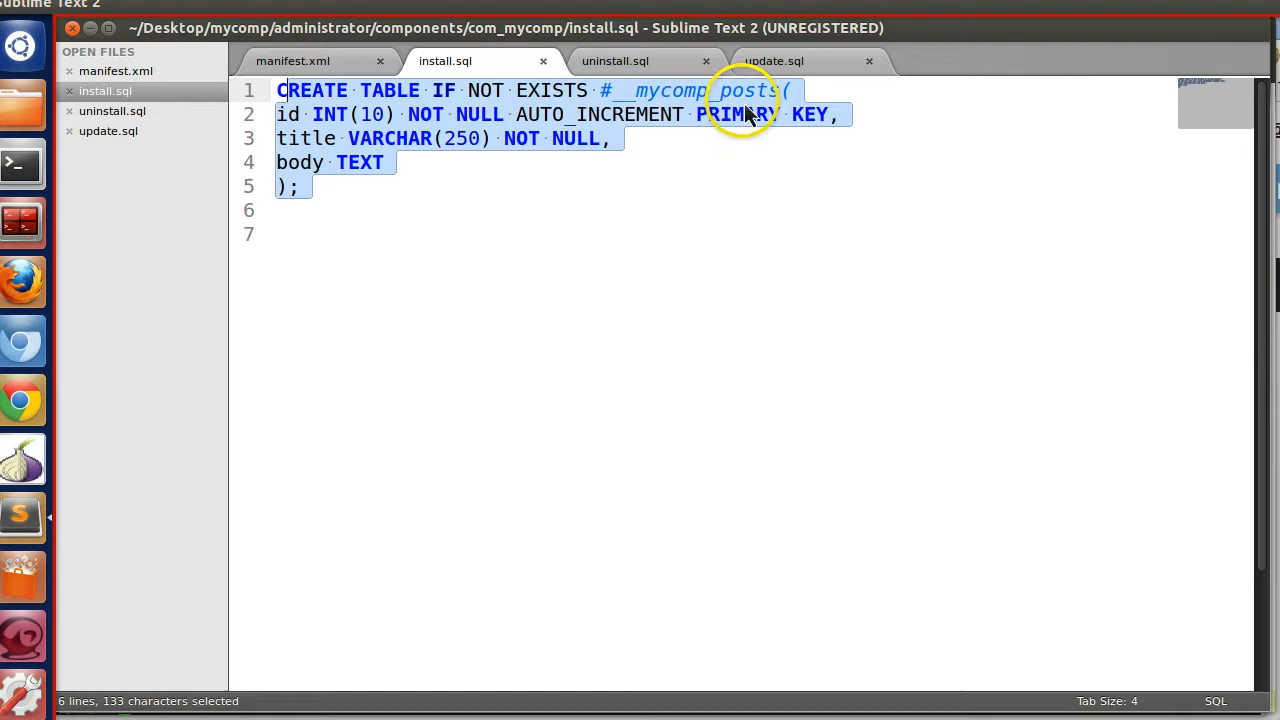 Sublime Text 2
~/Desktop/mycomp/administrator/components/com_mycomp/install.sql - Sublime Text 2 (UNREGISTERED)
OPEN FILES
manifest.xml
install.sql
uninstall.sql
update.sql
manifest.xml
install.sql
uninstall.sql
update.sql
1 CREATE TABLE IF NOT EXISTS #__mycomp_posts(
2 id INT(10) NOT NULL AUTO_INCREMENT PRIMARY KEY,
3 title VARCHAR(250) NOT NULL,
4 body TEXT
5 );
6
7
6 lines, 133 characters selected
Tab Size: 4
SQL